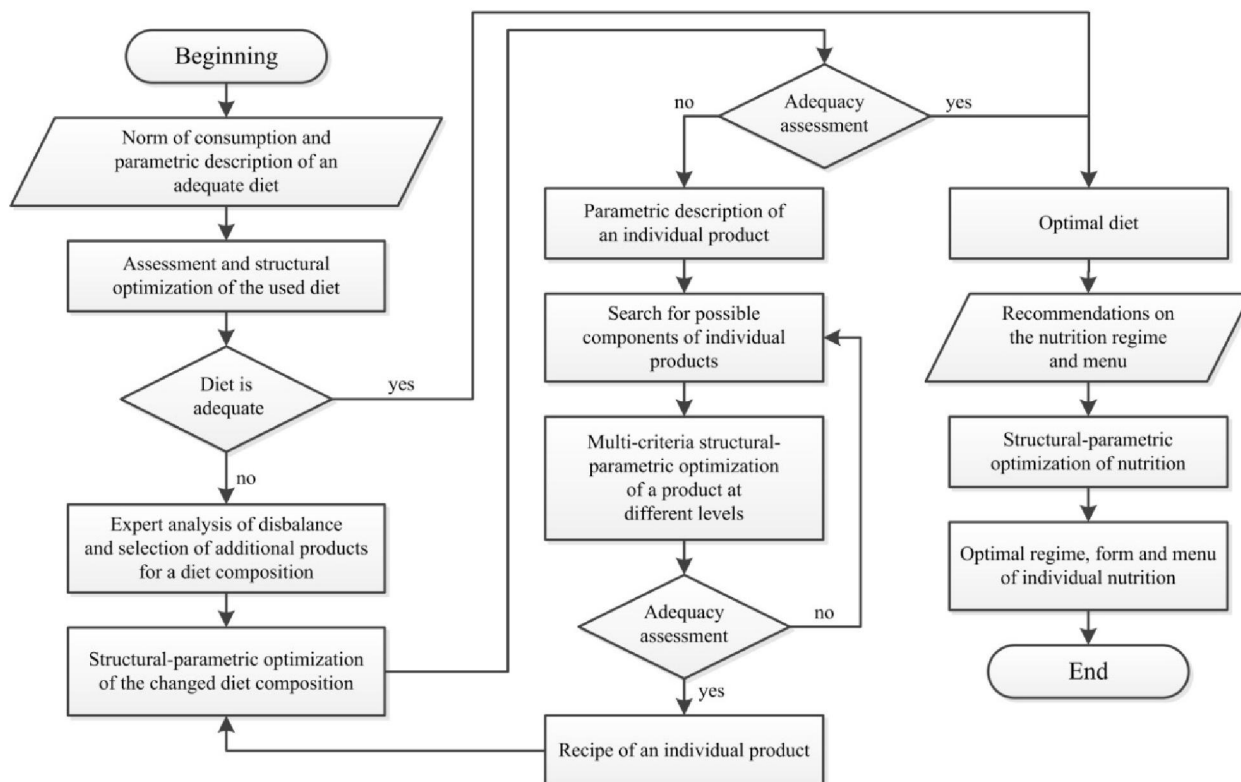 Beginning
Norm of consumption and
parametric description of an
adequate diet
Assessment and structural
optimization of the used diet
Diet is
adequate
yes
no
Expert analysis of disbalance
and selection of additional products
for a diet composition
Structural-parametric optimization
of the changed diet composition
Adequacy
assessment
no
yes
Parametric description of
an individual product
Search for possible
components of individual
products
Multi-criteria structural-
parametric optimization
of a product at
different levels
Adequacy
assessment
no
yes
Recipe of an individual product
Optimal diet
Recommendations on
the nutrition regime
and menu
Structural-parametric
optimization of nutrition
Optimal regime, form and menu
of individual nutrition
End